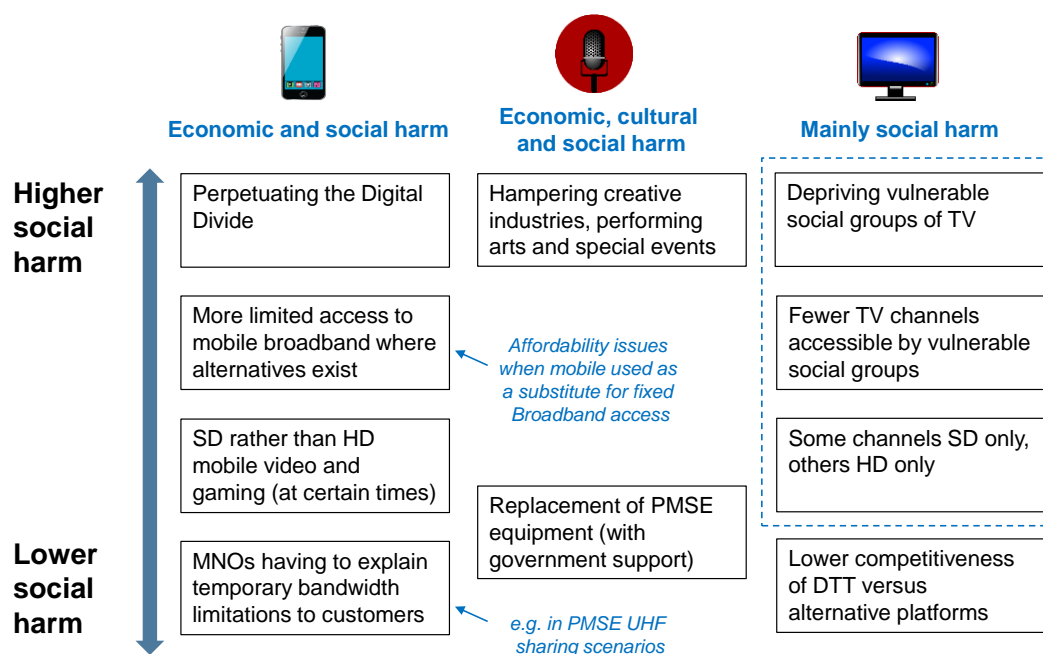 Economic and social harm
Economic, cultural
and social harm
Mainly social harm
Higher
social
harm
Lower
social
harm
Perpetuating the Digital
Divide
More limited access to
mobile broadband where
alternatives exist
SD rather than HD
mobile video and
gaming (at certain times)
MNOs having to explain
temporary bandwidth
limitations to customers
Affordability issues
when mobile used as
a substitute for fixed
Broadband access
e.g. in PMSE UHF
sharing scenarios
Hampering creative
industries, performing
arts and special events
Replacement of PMSE
equipment (with
government support)
Depriving vulnerable
social groups of TV
Fewer TV channels
accessible by vulnerable
social groups
Some channels SD only,
others HD only
Lower competitiveness
of DTT versus
alternative platforms